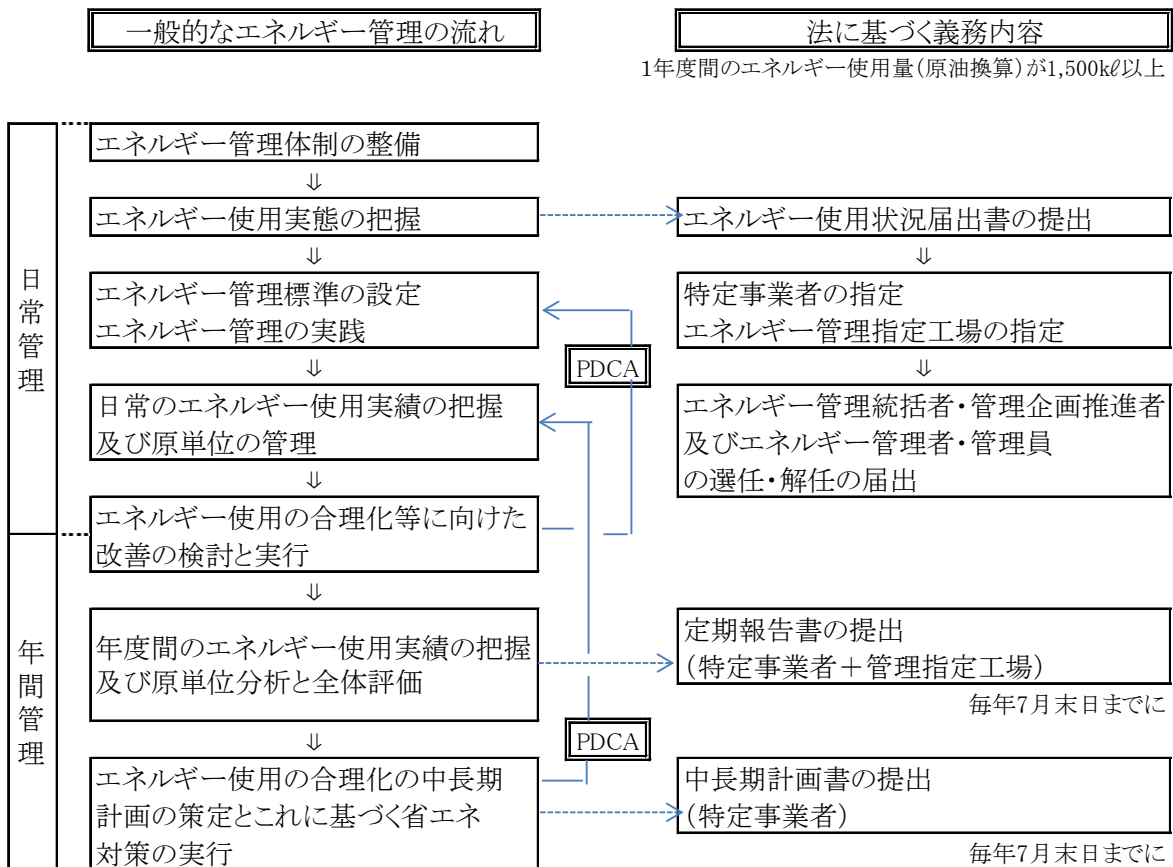 一般的なエネルギー管理の流れ
法に基づく義務内容
1年度間のエネルギー使用量(原油換算)が1,500kℓ以上
日常管理
エネルギー管理体制の整備
⇓
エネルギー使用実態の把握
エネルギー使用状況届出書の提出
⇓
⇓
エネルギー管理標準の設定
エネルギー管理の実践
特定事業者の指定
エネルギー管理指定工場の指定
PDCA
⇓
⇓
日常のエネルギー使用実績の把握
及び原単位の管理
エネルギー管理統括者・管理企画推進者
及びエネルギー管理者・管理員
の選任・解任の届出
⇓
エネルギー使用の合理化等に向けた
改善の検討と実行
⇓
年間管理
年度間のエネルギー使用実績の把握
及び原単位分析と全体評価
定期報告書の提出
(特定事業者+管理指定工場)
毎年7月末日までに
⇓
PDCA
エネルギー使用の合理化の中長期
計画の策定とこれに基づく省エネ
対策の実行
中長期計画書の提出
(特定事業者)
毎年7月末日までに